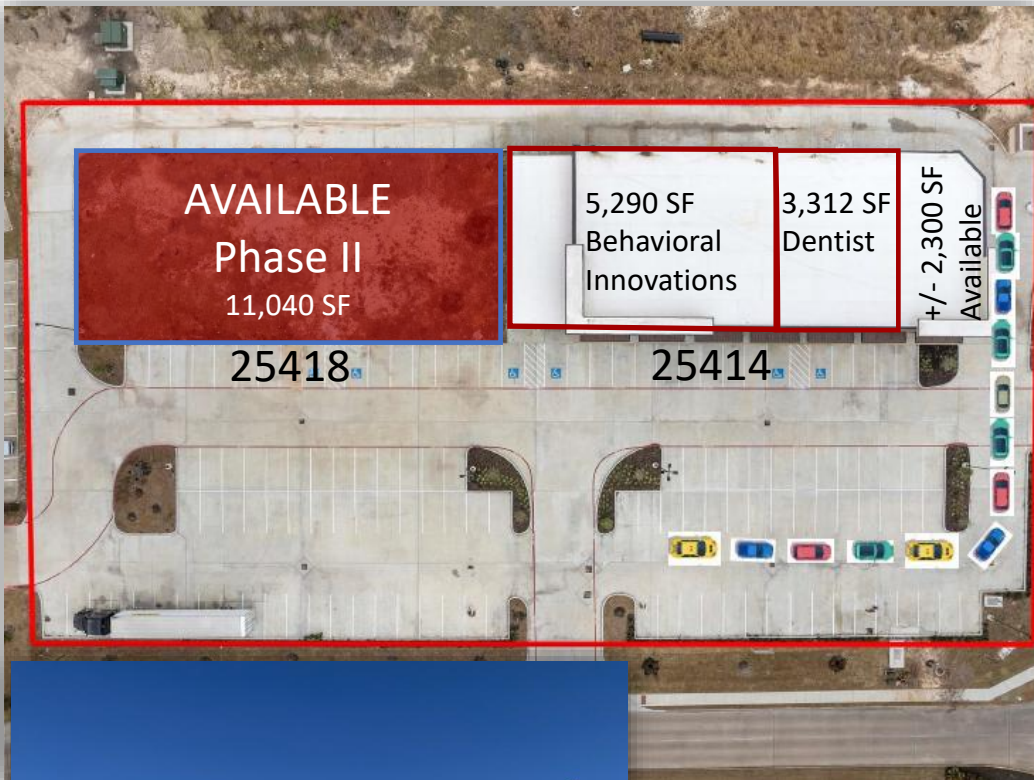 AVAILABLE
Phase II
11,040 SF
5,290 SF
Behavioral
Innovations
3,312 SF
Dentist
+/- 2,300 SF
Available
25418
25414